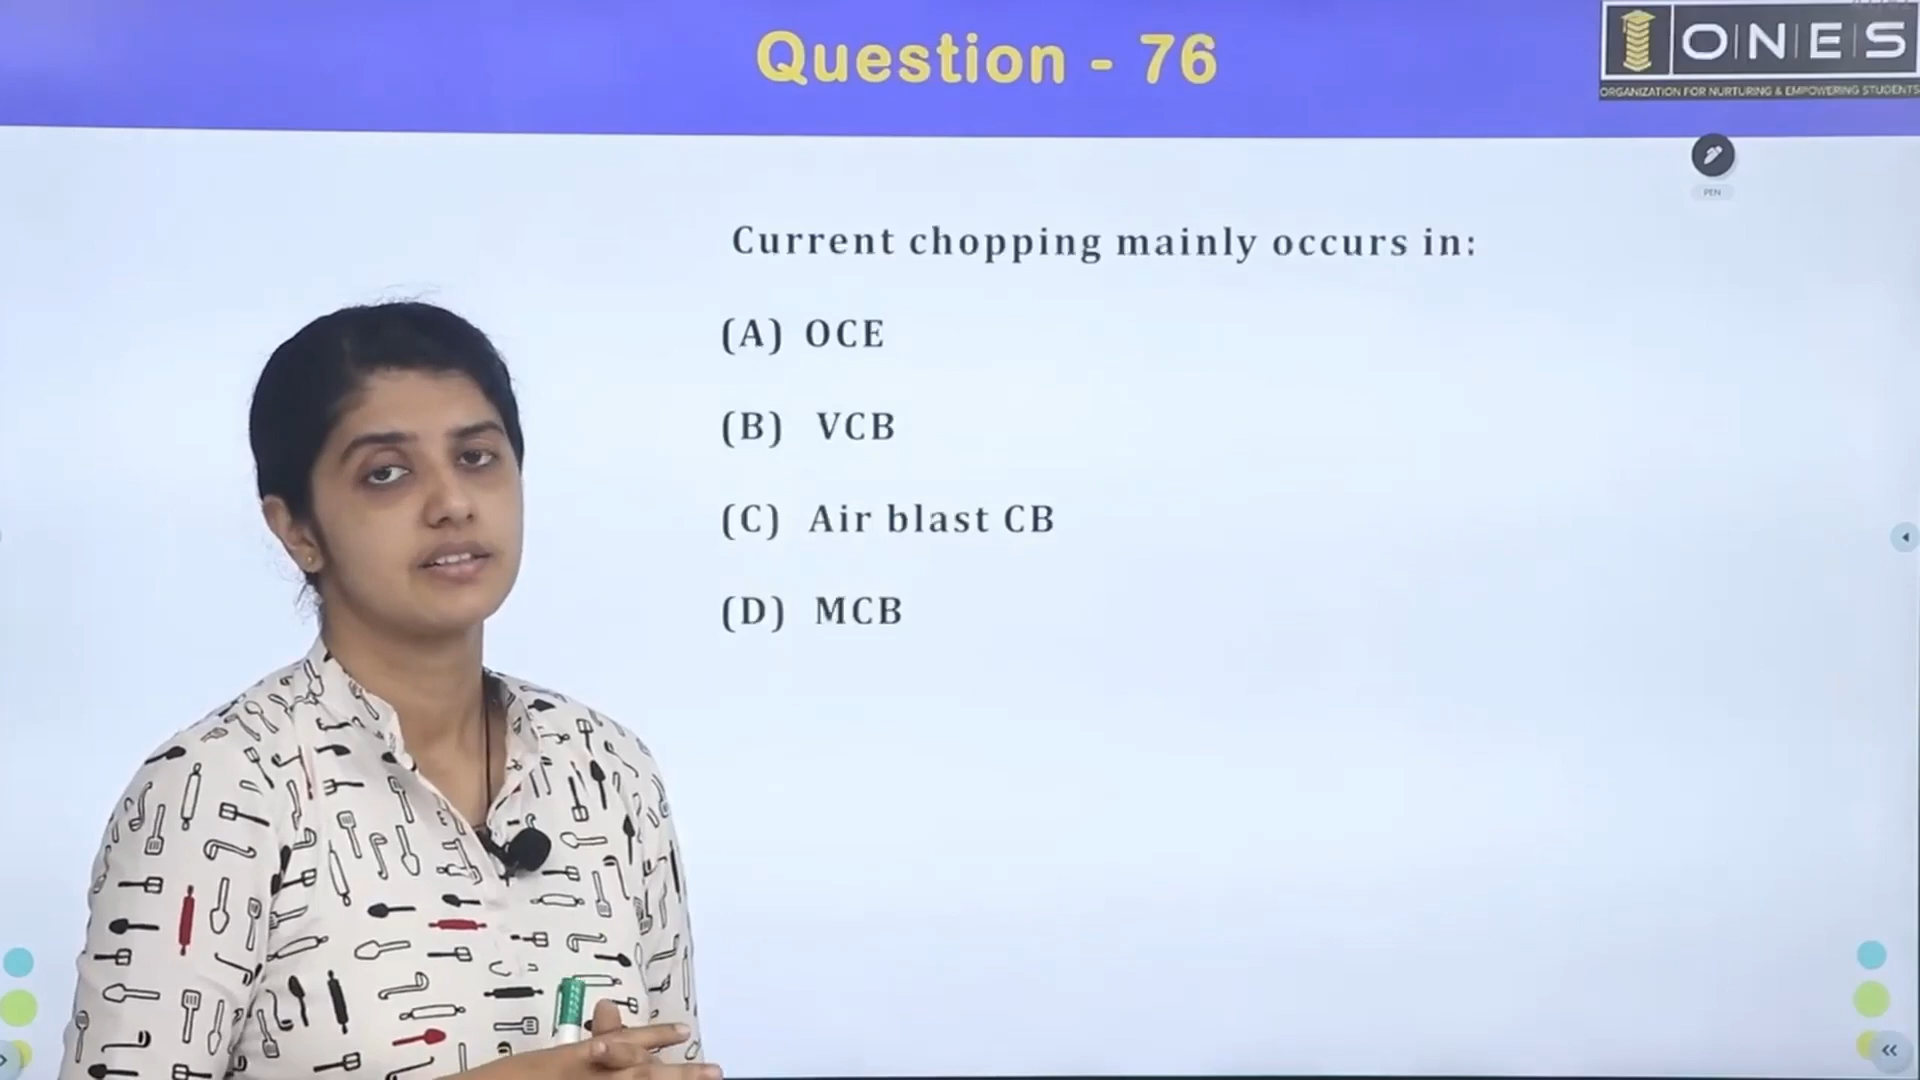 Question - 76
ONES
ORGANIZATION FOR NURTURING & EMPOWERING STUDENTS
PEN
Current chopping mainly occurs in:
(A) OCE
(B) VCB
(C) Air blast CB
(D) MCB